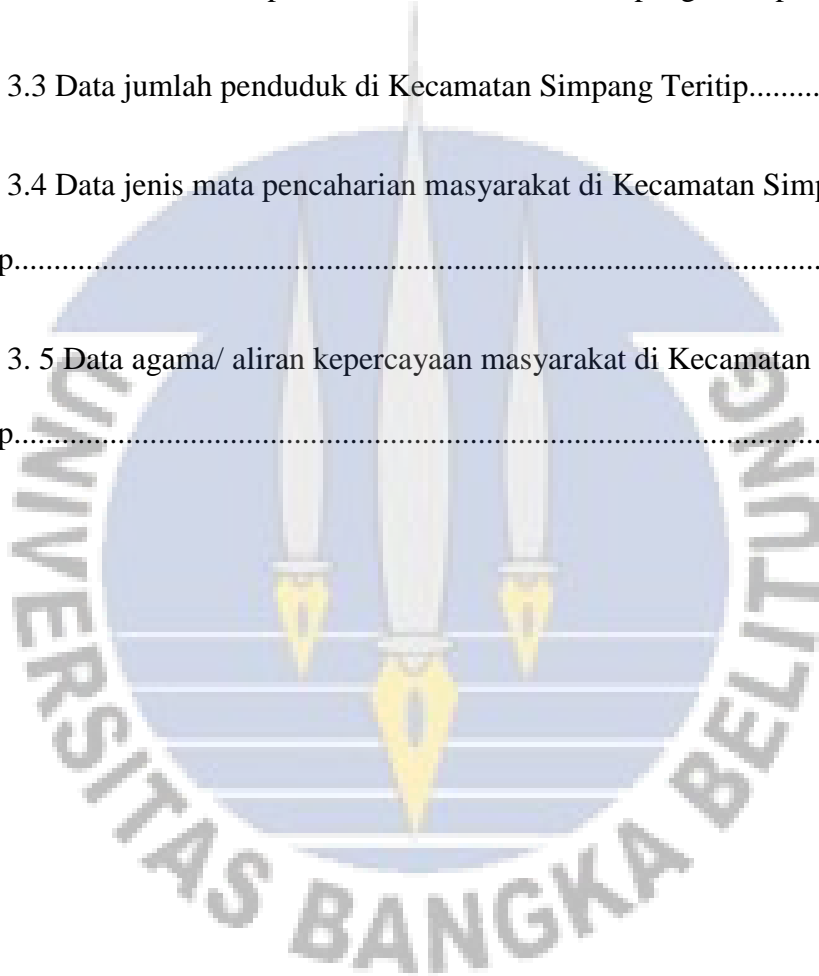 3.3 Data jumlah penduduk di Kecamatan Simpang Teritip.........
3.4 Data jenis mata pencaharian masyarakat di Kecamatan Simp
p.....................................................................................................
3. 5 Data agama/ aliran kepercayaan masyarakat di Kecamatan
p.....................................................................................................
UNIVERSITAS BANGKA BELITUNG